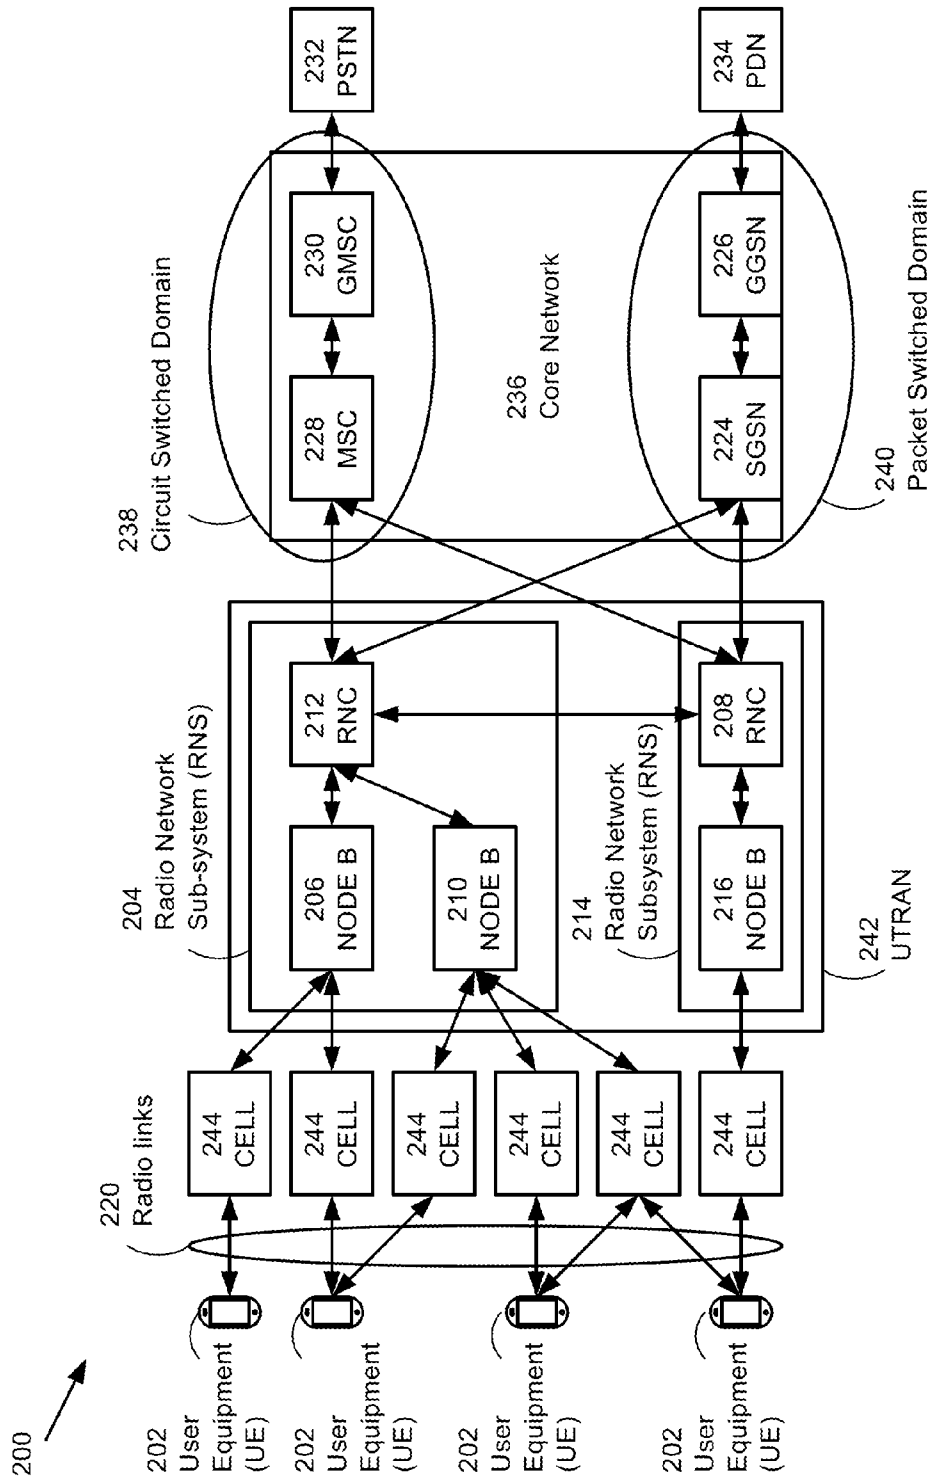 200
202
User
Equipment
(UE)
202
User
Equipment
(UE)
202
User
Equipment
(UE)
202
User
Equipment
(UE)
220
Radio links
244
CELL
244
CELL
244
CELL
244
CELL
244
CELL
244
CELL
204
Radio Network
Sub-system (RNS)
206
NODE B
210
NODE B
212
RNC
214
Radio Network
Subsystem (RNS)
216
NODE B
208
RNC
242
UTRAN
238
Circuit Switched Domain
228
MSC
230
GMSC
236
Core Network
224
SGSN
226
GGSN
240
Packet Switched Domain
232
PSTN
234
PDN